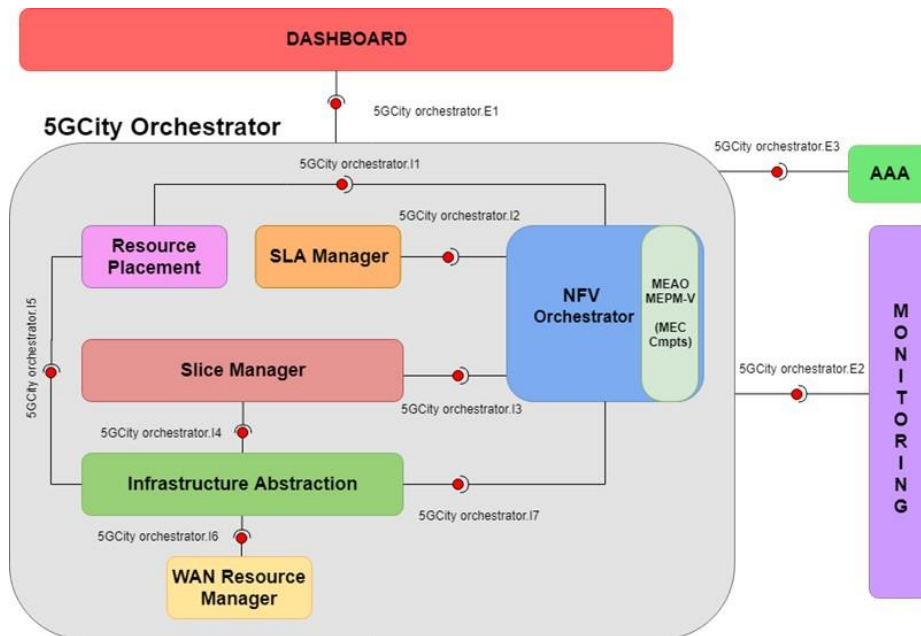 DASHBOARD
5GCity orchestrator.E1
5GCity Orchestrator
5GCity orchestrator.E3
AAA
5GCity orchestrator.I1
5GCity orchestrator.I2
Resource
Placement
SLA Manager
NFV
Orchestrator
MEAO
MEPM-V
(MEC
Cmpts)
5GCity orchestrator.I5
Slice Manager
5GCity orchestrator.I3
5GCity orchestrator.E2
MONITORING
5GCity orchestrator.I4
Infrastructure Abstraction
5GCity orchestrator.I7
5GCity orchestrator.I6
WAN Resource
Manager